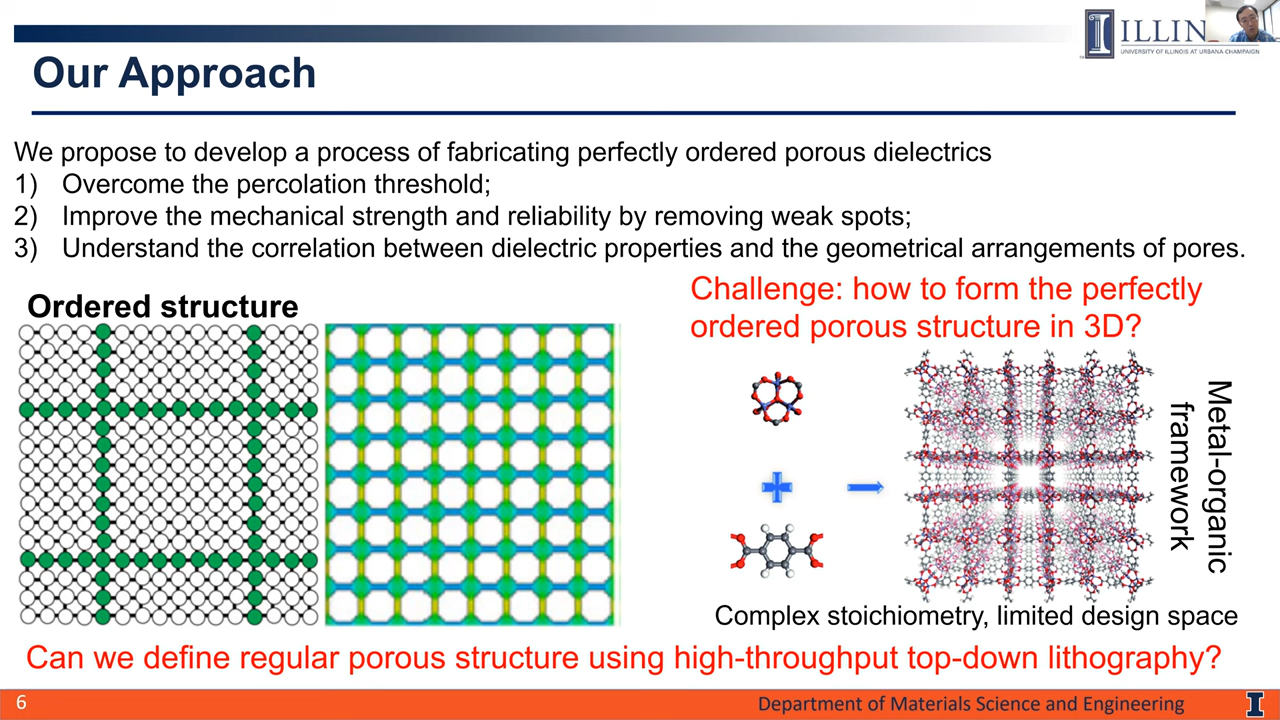 ILLIN
UNIVERSITY OF ILLINOIS AT URBANA CHAMPAIGN
Our Approach
We propose to develop a process of fabricating perfectly ordered porous dielectrics
1) Overcome the percolation threshold;
2) Improve the mechanical strength and reliability by removing weak spots;
3) Understand the correlation between dielectric properties and the geometrical arrangements of pores.
Ordered structure
Challenge: how to form the perfectly
ordered porous structure in 3D?
Metal-organic
framework
Complex stoichiometry, limited design space
Can we define regular porous structure using high-throughput top-down lithography?
6
Department of Materials Science and Engineering